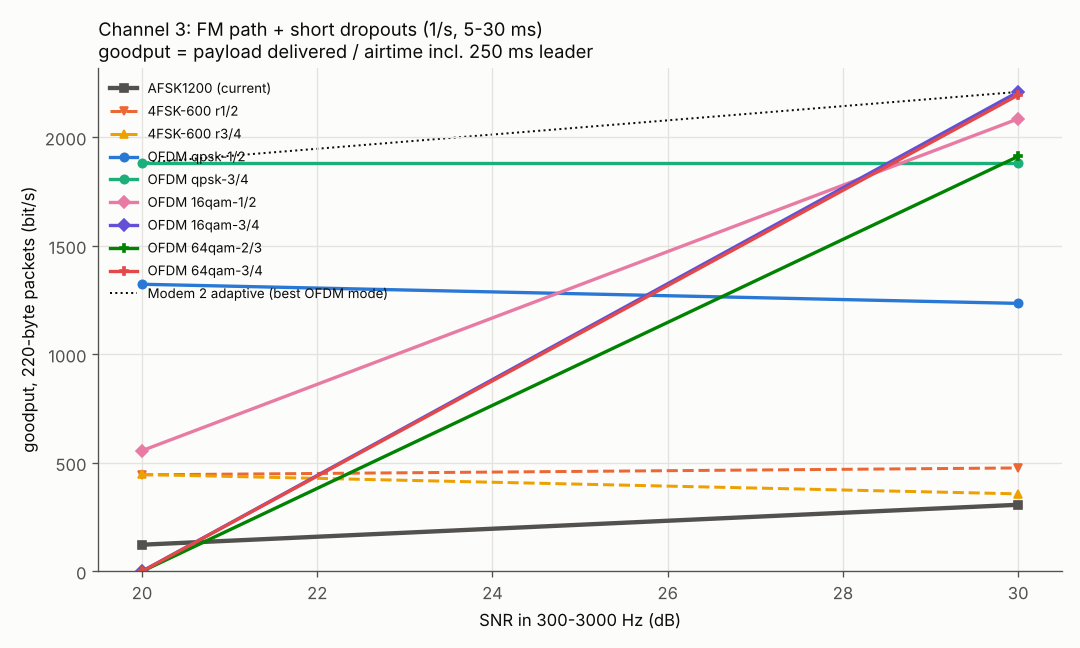 Channel 3: FM path + short dropouts (1/s, 5-30 ms)
goodput = payload delivered / airtime incl. 250 ms leader
AFSK1200 (current)
4FSK-600 r1/2
4FSK-600 r3/4
OFDM qpsk-1/2
OFDM qpsk-3/4
OFDM 16qam-1/2
OFDM 16qam-3/4
OFDM 64qam-2/3
OFDM 64qam-3/4
Modem 2 adaptive (best OFDM mode)
goodput, 220-byte packets (bit/s)
2000
1500
1000
500
0
20 22 24 26 28 30
SNR in 300-3000 Hz (dB)